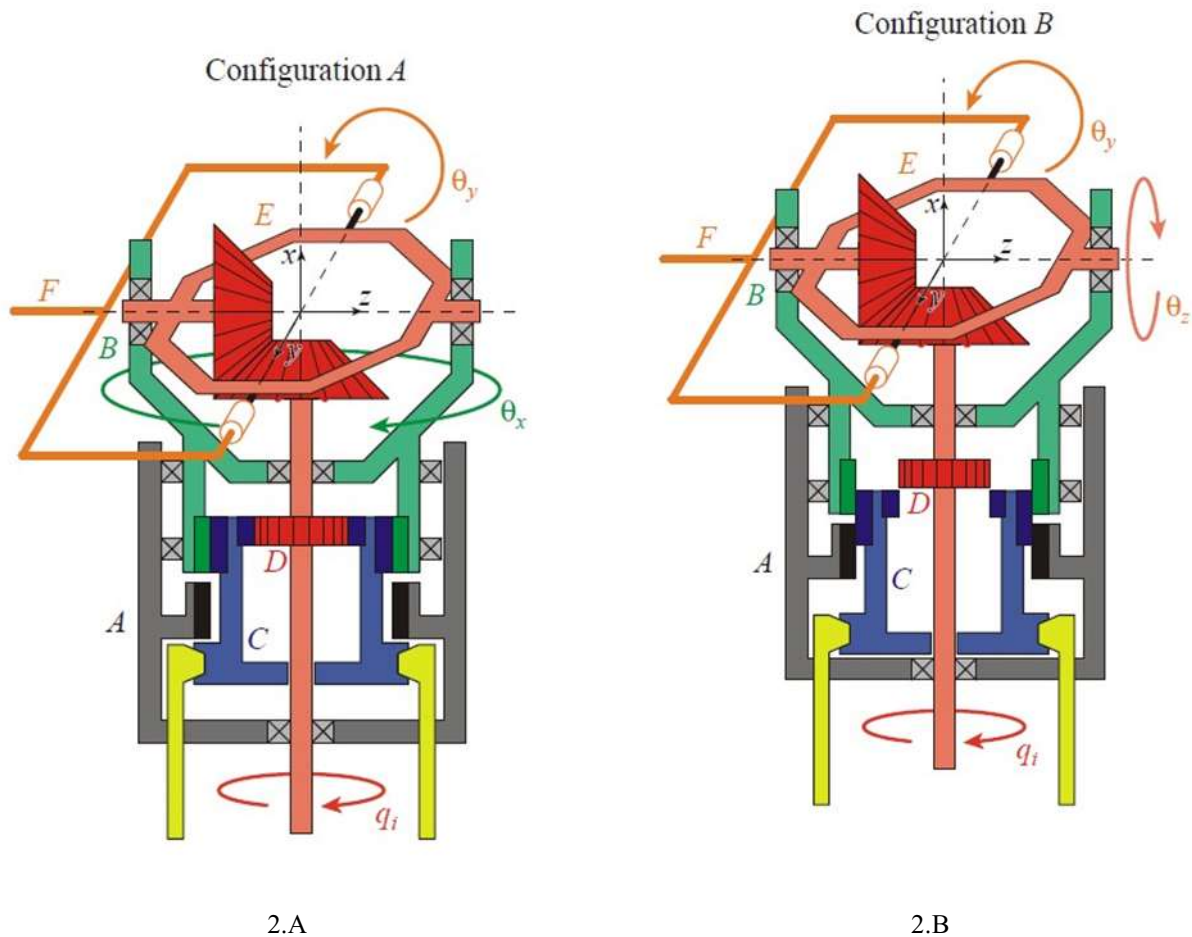 Configuration A
θy
E
x
F
z
B
y
θx
D
A
C
qi
2.A
Configuration B
θy
E
x
F
z
B
y
θz
D
A
C
qi
2.B